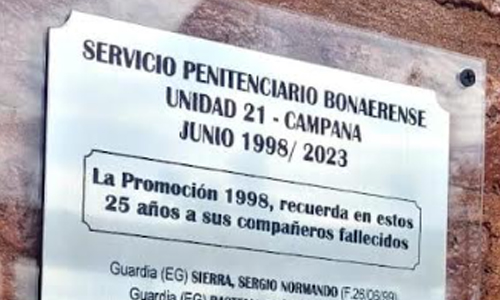 SERVICIO PENITENCIARIO BONAERENSE
UNIDAD 21 - CAMPANA
JUNIO 1998/ 2023
La Promoción 1998, recuerda en estos
25 años a sus compañeros fallecidos
Guardia (EG) SIERRA, SERGIO NORMANDO (F.26/06/99)
Guardia (EG)